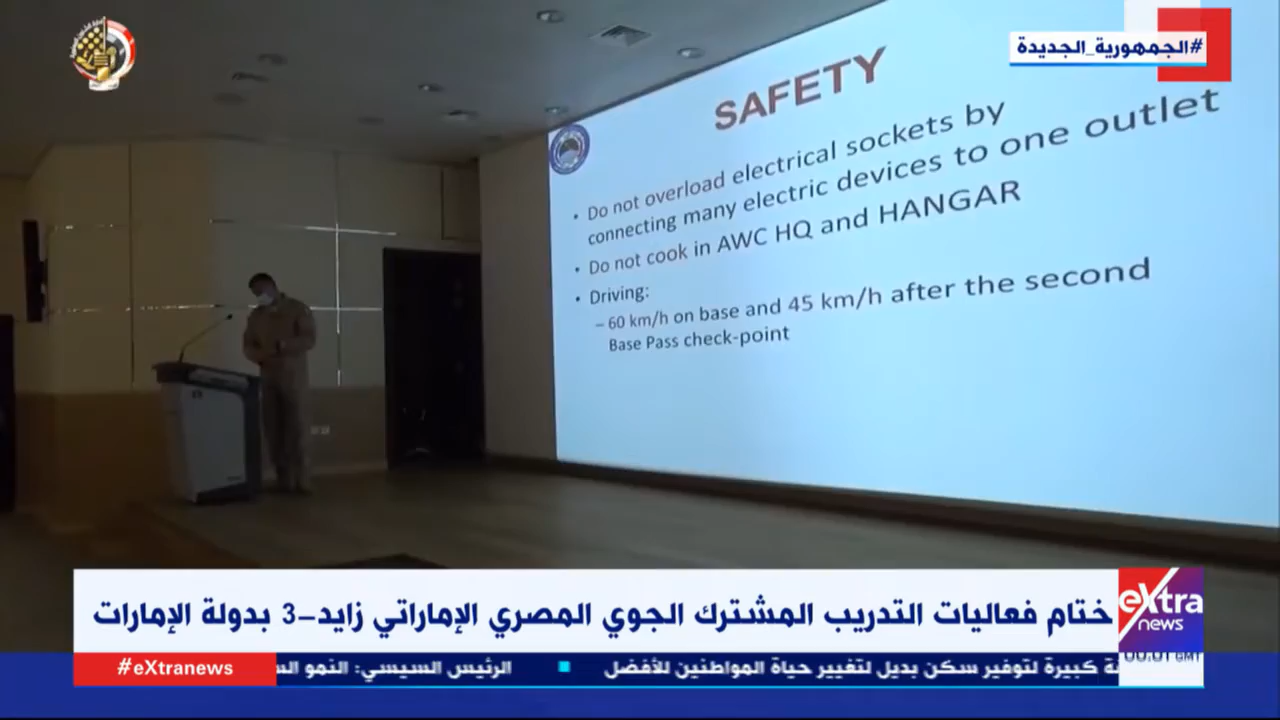 #الجمهورية_الجديدة
SAFETY
• Do not overload electrical sockets by
connecting many electric devices to one outlet
• Do not cook in AWC HQ and HANGAR
• Driving:
– 60 km/h on base and 45 km/h after the second
Base Pass check-point
ختام فعاليات التدريب المشترك الجوي المصري الإماراتي زايد-3 بدولة الإمارات
eXtra
news
00:01 GMT
كبيرة لتوفير سكن بديل لتغيير حياة المواطنين للأفضل ■ الرئيس السيسي: النمو
#eXtranews